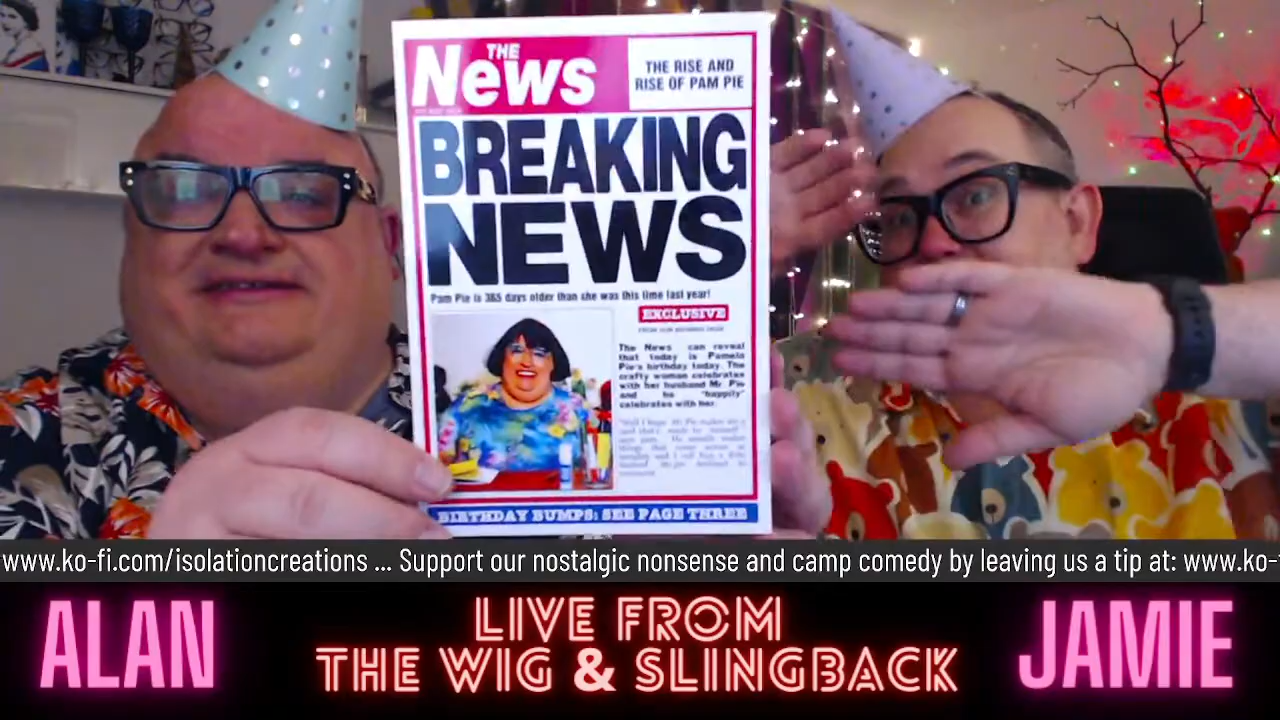 THE
News
THE RISE AND
RISE OF PAM PIE
BREAKING
NEWS
Pam Pie is 365 days older than she was this time last year!
EXCLUSIVE
The News can reveal
that today is Pamela
Pie's birthday today. The
crafty woman celebrates
with her husband Mr Pie
and he "happily"
celebrates with her.
BIRTHDAY BUMPS: SEE PAGE THREE
www.ko-fi.com/isolationcreations ... Support our nostalgic nonsense and camp comedy by leaving us a tip at: www.ko-
ALAN
LIVE FROM
THE WIG & SLINGBACK
JAMIE